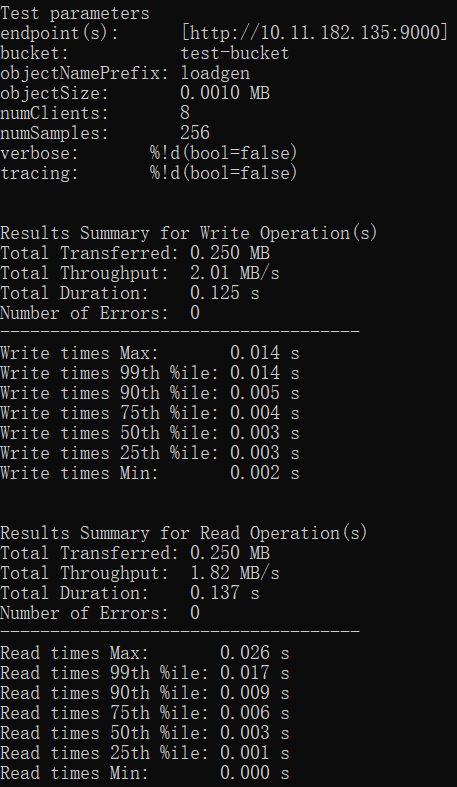 Test parameters
endpoint(s):      [http://10.11.182.135:9000]
bucket:           test-bucket
objectNamePrefix: loadgen
objectSize:       0.0010 MB
numClients:       8
numSamples:       256
verbose:       %!d(bool=false)
tracing:       %!d(bool=false)
Results Summary for Write Operation(s)
Total Transferred: 0.250 MB
Total Throughput:  2.01 MB/s
Total Duration:    0.125 s
Number of Errors:  0
------------------------------------
Write times Max:       0.014 s
Write times 99th %ile: 0.014 s
Write times 90th %ile: 0.005 s
Write times 75th %ile: 0.004 s
Write times 50th %ile: 0.003 s
Write times 25th %ile: 0.003 s
Write times Min:       0.002 s
Results Summary for Read Operation(s)
Total Transferred: 0.250 MB
Total Throughput:  1.82 MB/s
Total Duration:    0.137 s
Number of Errors:  0
------------------------------------
Read times Max:       0.026 s
Read times 99th %ile: 0.017 s
Read times 90th %ile: 0.009 s
Read times 75th %ile: 0.006 s
Read times 50th %ile: 0.003 s
Read times 25th %ile: 0.001 s
Read times Min:       0.000 s